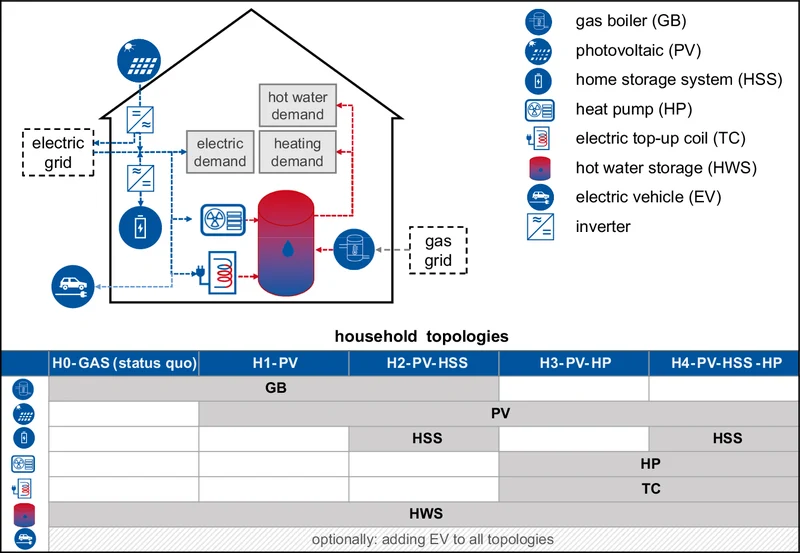 gas boiler (GB)
photovoltaic (PV)
home storage system (HSS)
heat pump (HP)
electric top-up coil (TC)
hot water storage (HWS)
electric vehicle (EV)
inverter
hot water
demand
electric
grid
electric
demand
heating
demand
gas
grid
household topologies
H0-GAS (status quo) H1-PV H2-PV-HSS H3-PV-HP H4-PV-HSS-HP
GB
PV
HSS HSS
HP
TC
HWS
optionally: adding EV to all topologies